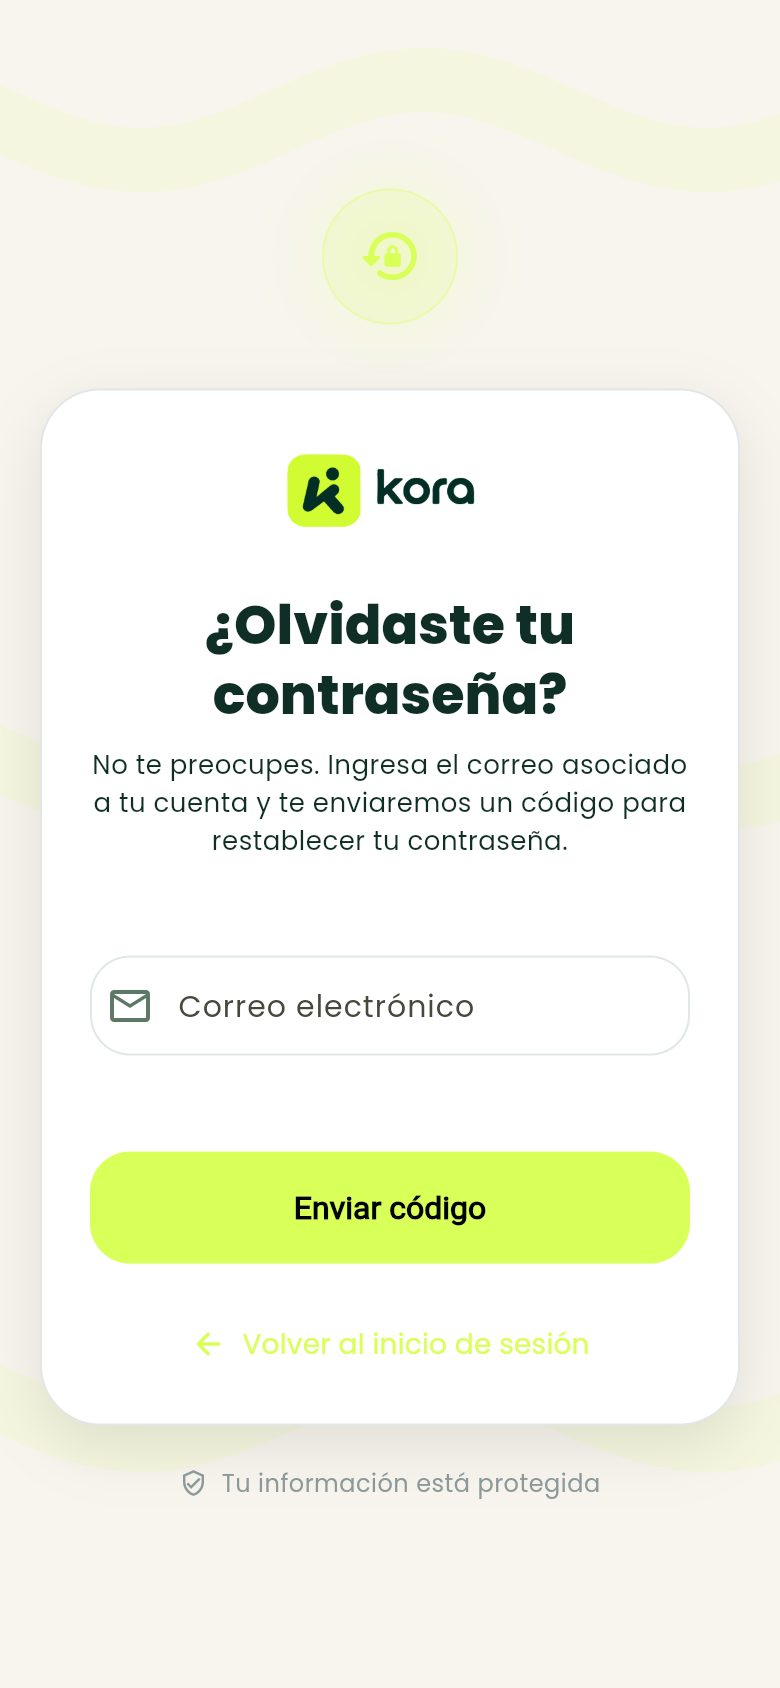 kora
¿Olvidaste tu
contraseña?
No te preocupes. Ingresa el correo asociado
a tu cuenta y te enviaremos un código para
restablecer tu contraseña.
Correo electrónico
Enviar código
Volver al inicio de sesión
Tu información está protegida